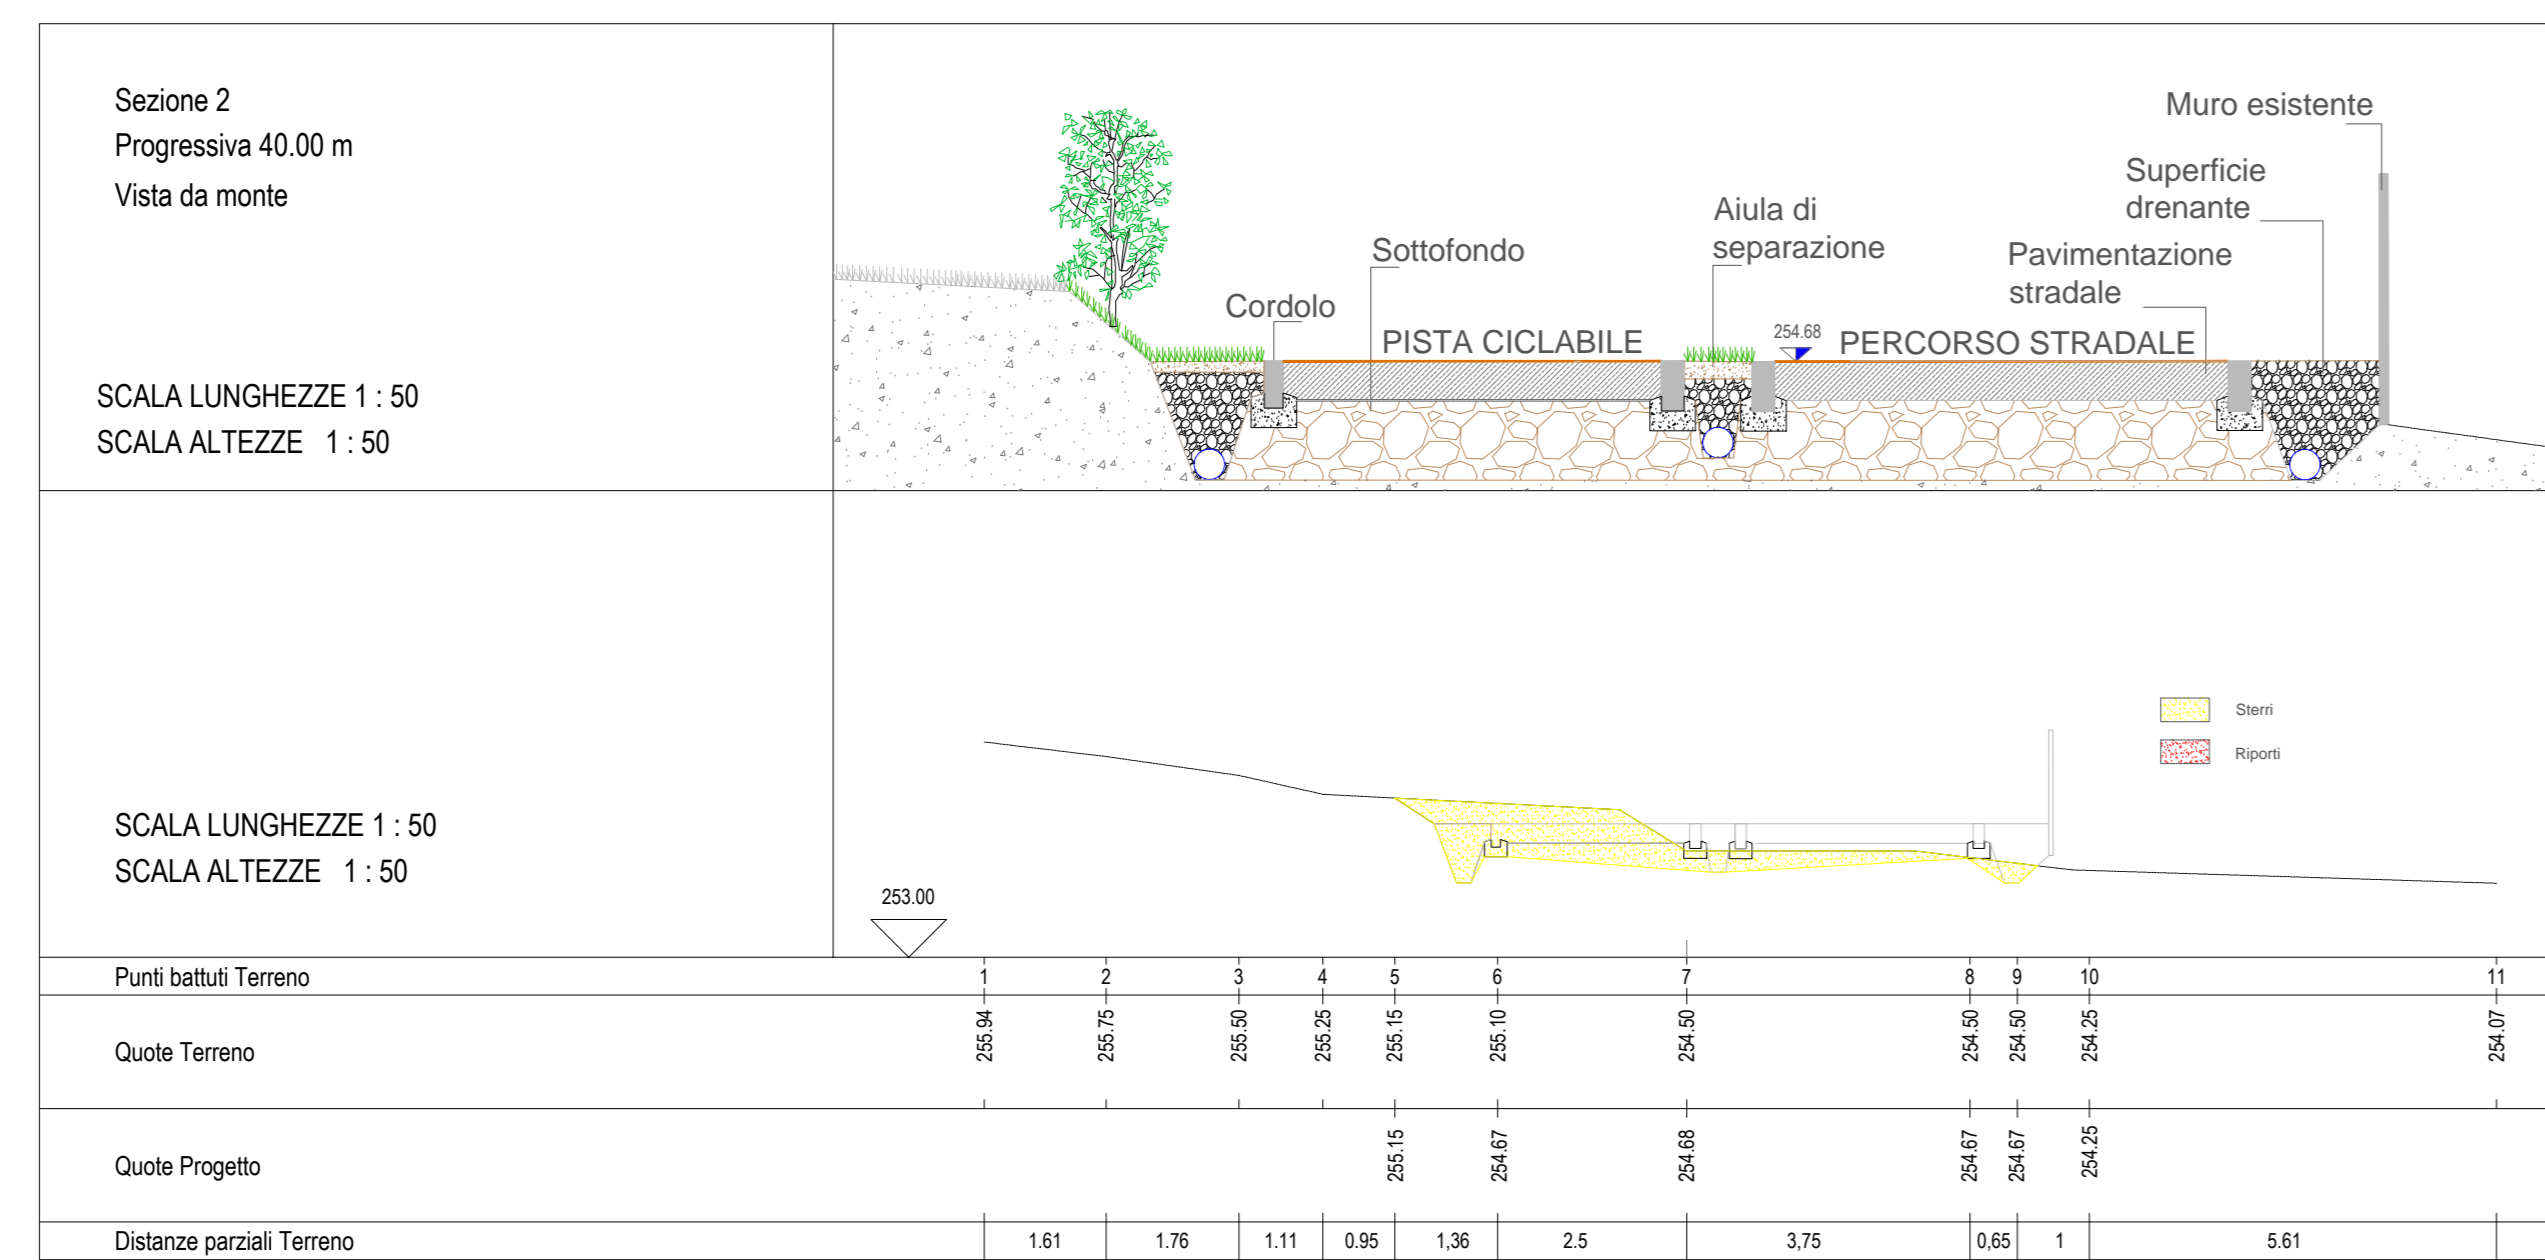 Sezione 2
Progressiva 40.00 m
Vista da monte
SCALA LUNGHEZZE 1 : 50
SCALA ALTEZZE 1 : 50
Muro esistente
Superficie
drenante
Aiula di
separazione
Pavimentazione
stradale
Sottofondo
Cordolo
PISTA CICLABILE
254.68
PERCORSO STRADALE
Sterri
Riporti
SCALA LUNGHEZZE 1 : 50
SCALA ALTEZZE 1 : 50
253.00
Punti battuti Terreno 1 2 3 4 5 6 7 8 9 10 11
Quote Terreno 255.94 255.75 255.50 255.25 255.15 255.10 254.50 254.50 254.50 254.25 254.07
Quote Progetto 255.15 254.67 254.68 254.67 254.67 254.25
Distanze parziali Terreno 1.61 1.76 1.11 0.95 1,36 2.5 3,75 0,65 1 5.61